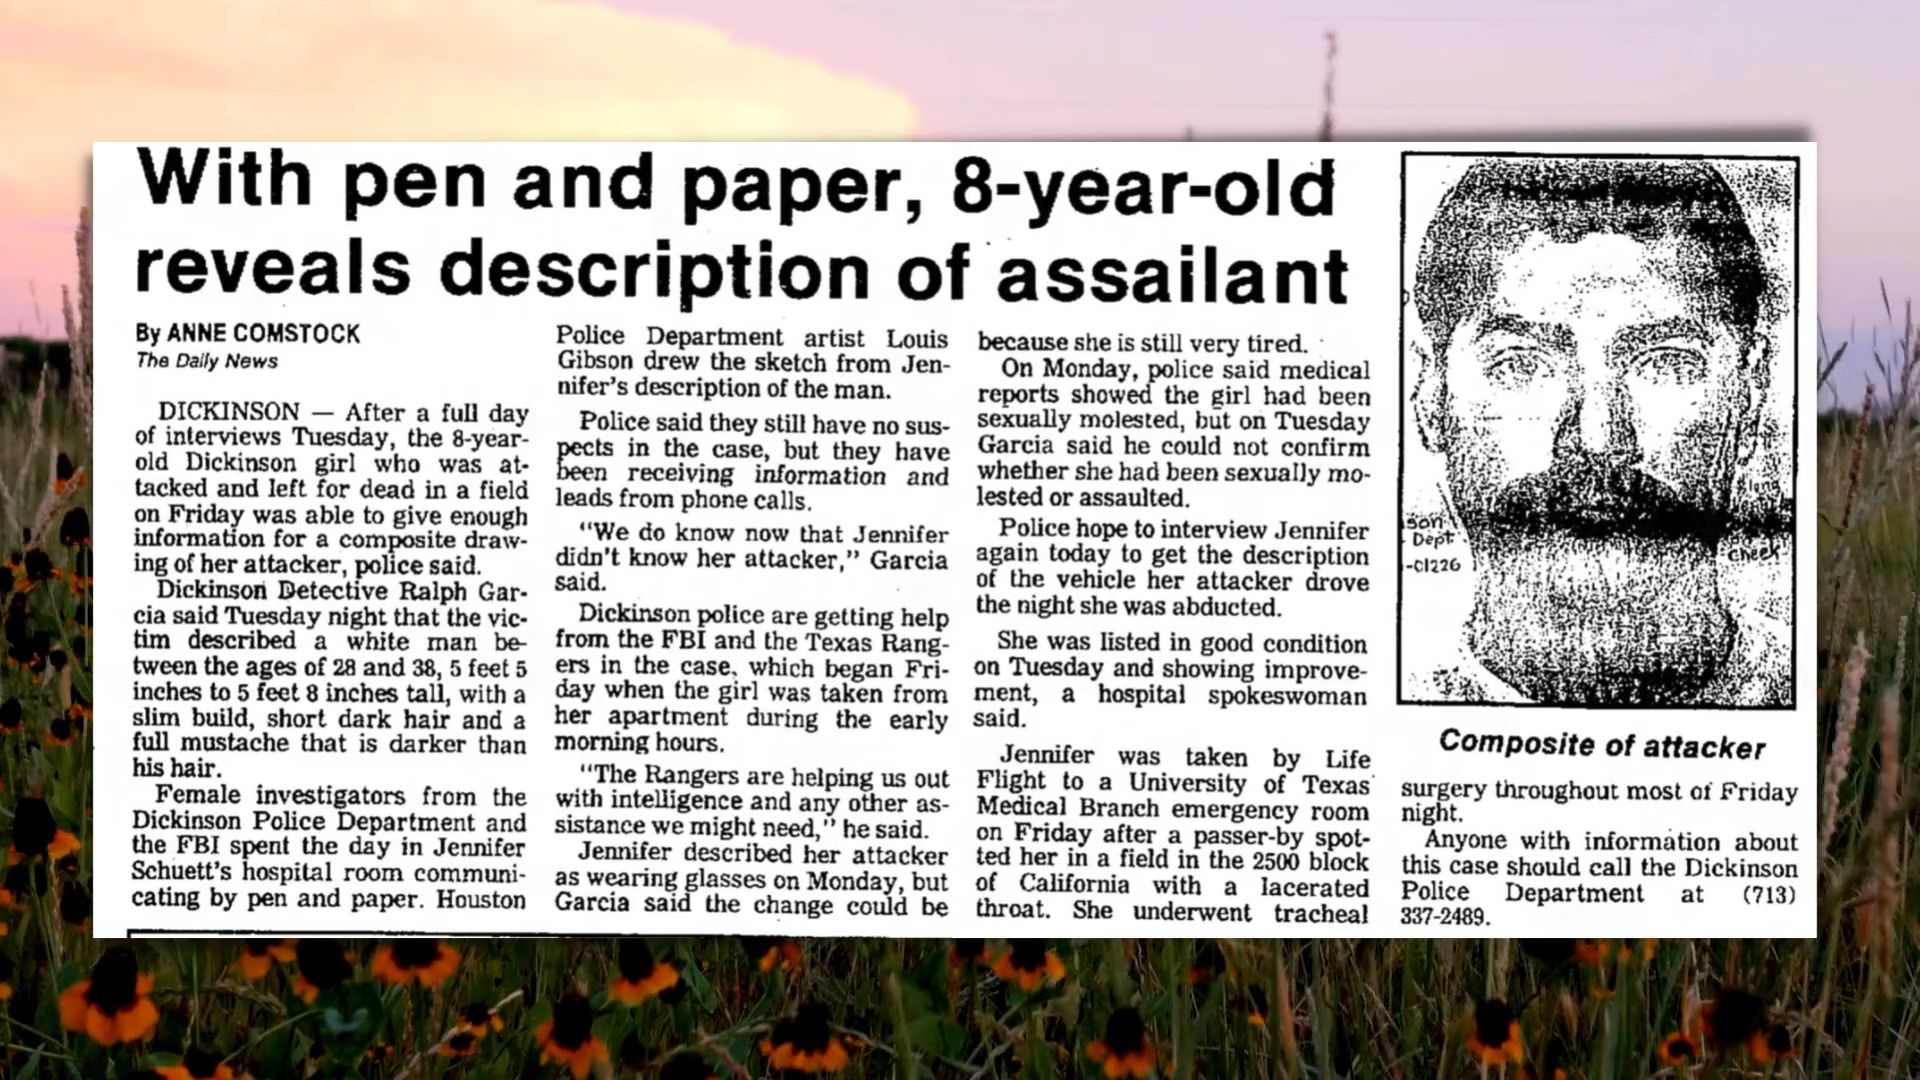 With pen and paper, 8-year-old
reveals description of assailant
By ANNE COMSTOCK
The Daily News
DICKINSON — After a full day
of interviews Tuesday, the 8-year-
old Dickinson girl who was at-
tacked and left for dead in a field
on Friday was able to give enough
information for a composite draw-
ing of her attacker, police said.
Dickinson Detective Ralph Gar-
cia said Tuesday night that the vic-
tim described a white man be-
tween the ages of 28 and 38, 5 feet 5
inches to 5 feet 8 inches tall, with a
slim build, short dark hair and a
full mustache that is darker than
his hair.
Female investigators from the
Dickinson Police Department and
the FBI spent the day in Jennifer
Schuett's hospital room communi-
cating by pen and paper. Houston
Police Department artist Louis
Gibson drew the sketch from Jen-
nifer's description of the man.
Police said they still have no sus-
pects in the case, but they have
been receiving information and
leads from phone calls.
"We do know now that Jennifer
didn't know her attacker," Garcia
said.
Dickinson police are getting help
from the FBI and the Texas Rang-
ers in the case, which began Fri-
day when the girl was taken from
her apartment during the early
morning hours.
"The Rangers are helping us out
with intelligence and any other as-
sistance we might need," he said.
Jennifer described her attacker
as wearing glasses on Monday, but
Garcia said the change could be
because she is still very tired.
On Monday, police said medical
reports showed the girl had been
sexually molested, but on Tuesday
Garcia said he could not confirm
whether she had been sexually mo-
lested or assaulted.
Police hope to interview Jennifer
again today to get the description
of the vehicle her attacker drove
the night she was abducted.
She was listed in good condition
on Tuesday and showing improve-
ment, a hospital spokeswoman
said.
Jennifer was taken by Life
Flight to a University of Texas
Medical Branch emergency room
on Friday after a passer-by spot-
ted her in a field in the 2500 block
of California with a lacerated
throat. She underwent tracheal
son
Dept
-01226
long
cheek
Composite of attacker
surgery throughout most of Friday
night.
Anyone with information about
this case should call the Dickinson
Police Department at (713)
337-2489.